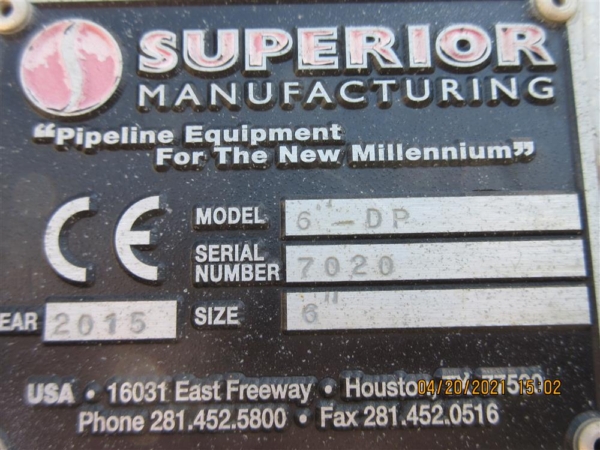 SUPERIOR
MANUFACTURING
"Pipeline Equipment
For The New Millennium"
CE
MODEL 6"-DP
SERIAL NUMBER 7020
EAR 2015 SIZE 6"
USA • 16031 East Freeway • Houston
04/20/2021 15:02
Phone 281.452.5800 • Fax 281.452.0516